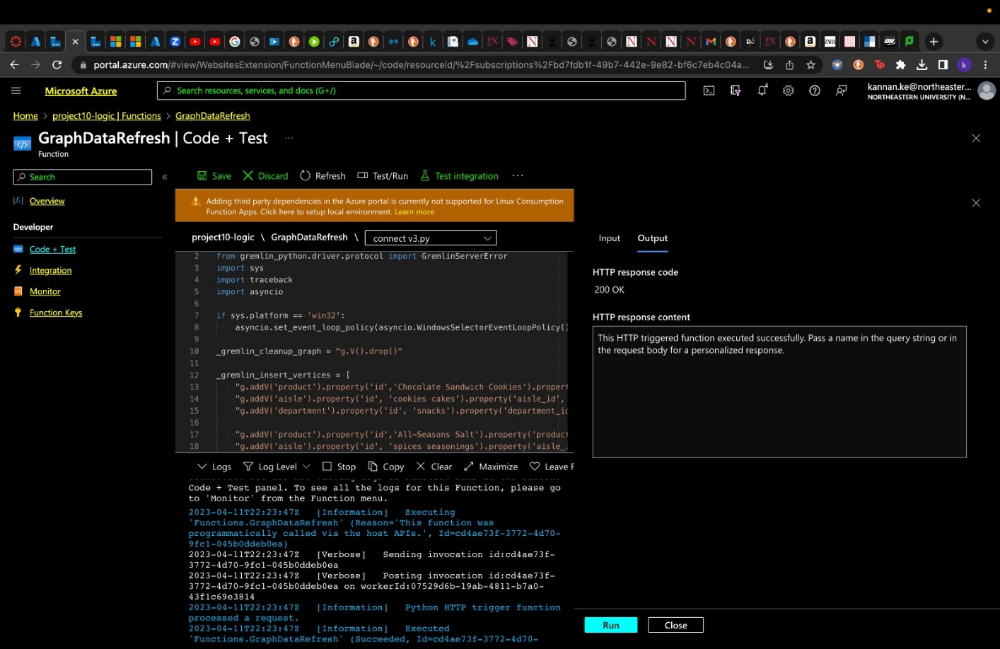 portal.azure.com/#view/WebsitesExtension/FunctionMenuBlade/~/code/resourceId/%2Fsubscriptions%2Fbd7fdb1f-49b7-442e-9e82-bf6c7eb4c04a...
Microsoft Azure
Search resources, services, and docs (G+/)
4
kannan.ke@northeaster...
NORTHEASTERN UNIVERSITY (N...
Home > project10-logic | Functions > GraphDataRefresh
GraphDataRefresh | Code + Test ...
Function
Search
«
Save Discard Refresh Test/Run Test integration ...
Overview
Developer
Code + Test
Integration
Monitor
Function Keys
Adding third party dependencies in the Azure portal is currently not supported for Linux Consumption
Function Apps. Click here to setup local environment. Learn more
project10-logic \ GraphDataRefresh \ connect v3.py
2 from gremlin_python.driver.protocol import GremlinServerError
3 import sys
4 import traceback
5 import asyncio
6
7 if sys.platform == 'win32':
8 asyncio.set_event_loop_policy(asyncio.WindowsSelectorEventLoopPolicy()
9
10 _gremlin_cleanup_graph = "g.V().drop()"
11
12 _gremlin_insert_vertices = [
13 "g.addV('product').property('id','Chocolate Sandwich Cookies').propert
14 "g.addV('aisle').property('id', 'cookies cakes').property('aisle_id',
15 "g.addV('department').property('id', 'snacks').property('department_id
16
17 "g.addV('product').property('id','All-Seasons Salt').property('product
18 "g.addV('aisle').property('id', 'spices seasonings').property('aisle_
Logs Log Level Stop Copy Clear Maximize Leave F
Code + Test panel. To see all the logs for this Function, please go
to 'Monitor' from the Function menu.
2023-04-11T22:23:47Z [Information] Executing
'Functions.GraphDataRefresh' (Reason='This function was
programmatically called via the host APIs.', Id=cd4ae73f-3772-4d70-
9fc1-045b0ddeb0ea)
2023-04-11T22:23:47Z [Verbose] Sending invocation id:cd4ae73f-
3772-4d70-9fc1-045b0ddeb0ea
2023-04-11T22:23:47Z [Verbose] Posting invocation id:cd4ae73f-
3772-4d70-9fc1-045b0ddeb0ea on workerId:07529d6b-19ab-4811-b7a0-
43f1c69e3814
2023-04-11T22:23:47Z [Information] Python HTTP trigger function
processed a request.
2023-04-11T22:23:47Z [Information] Executed
'Functions.GraphDataRefresh' (Succeeded, Id=cd4ae73f-3772-4d70-
Input Output
HTTP response code
200 OK
HTTP response content
This HTTP triggered function executed successfully. Pass a name in the query string or in
the request body for a personalized response.
Run Close